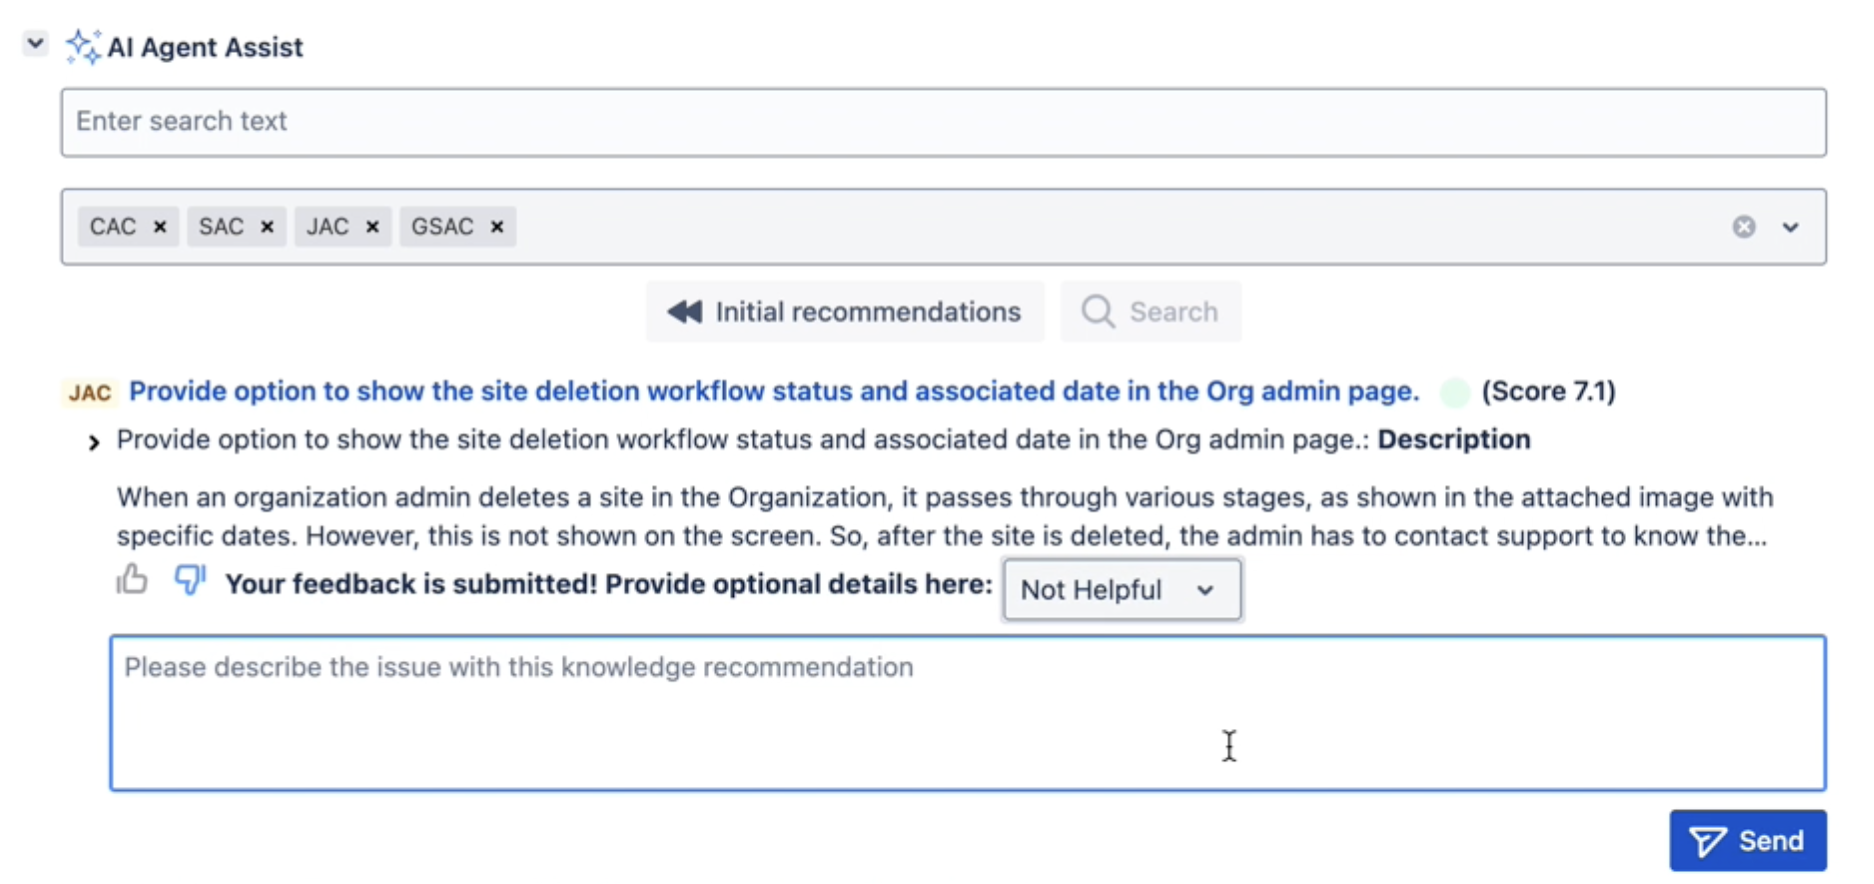 AI Agent Assist
Enter search text
CAC × SAC × JAC × GSAC ×
Initial recommendations Search
JAC Provide option to show the site deletion workflow status and associated date in the Org admin page. (Score 7.1)
Provide option to show the site deletion workflow status and associated date in the Org admin page.: Description
When an organization admin deletes a site in the Organization, it passes through various stages, as shown in the attached image with
specific dates. However, this is not shown on the screen. So, after the site is deleted, the admin has to contact support to know the...
Your feedback is submitted! Provide optional details here: Not Helpful
Please describe the issue with this knowledge recommendation
Send